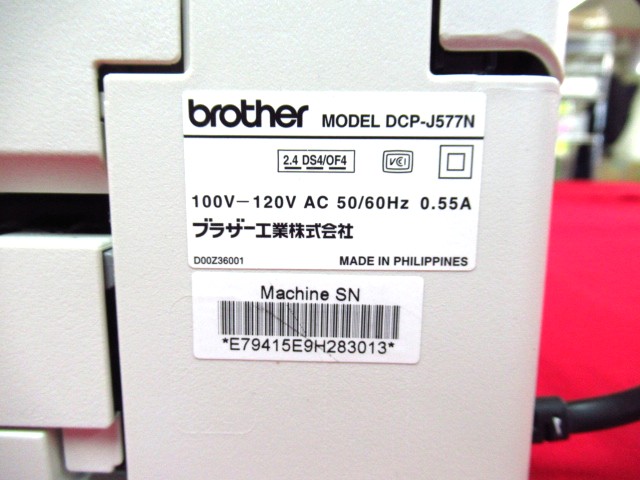 brother MODEL DCP-J577N
2.4 DS4/OF4 VCI
100V－120V AC 50/60Hz 0.55A
ブラザー工業株式会社
D00Z36001 MADE IN PHILIPPINES
Machine SN
*E79415E9H283013*